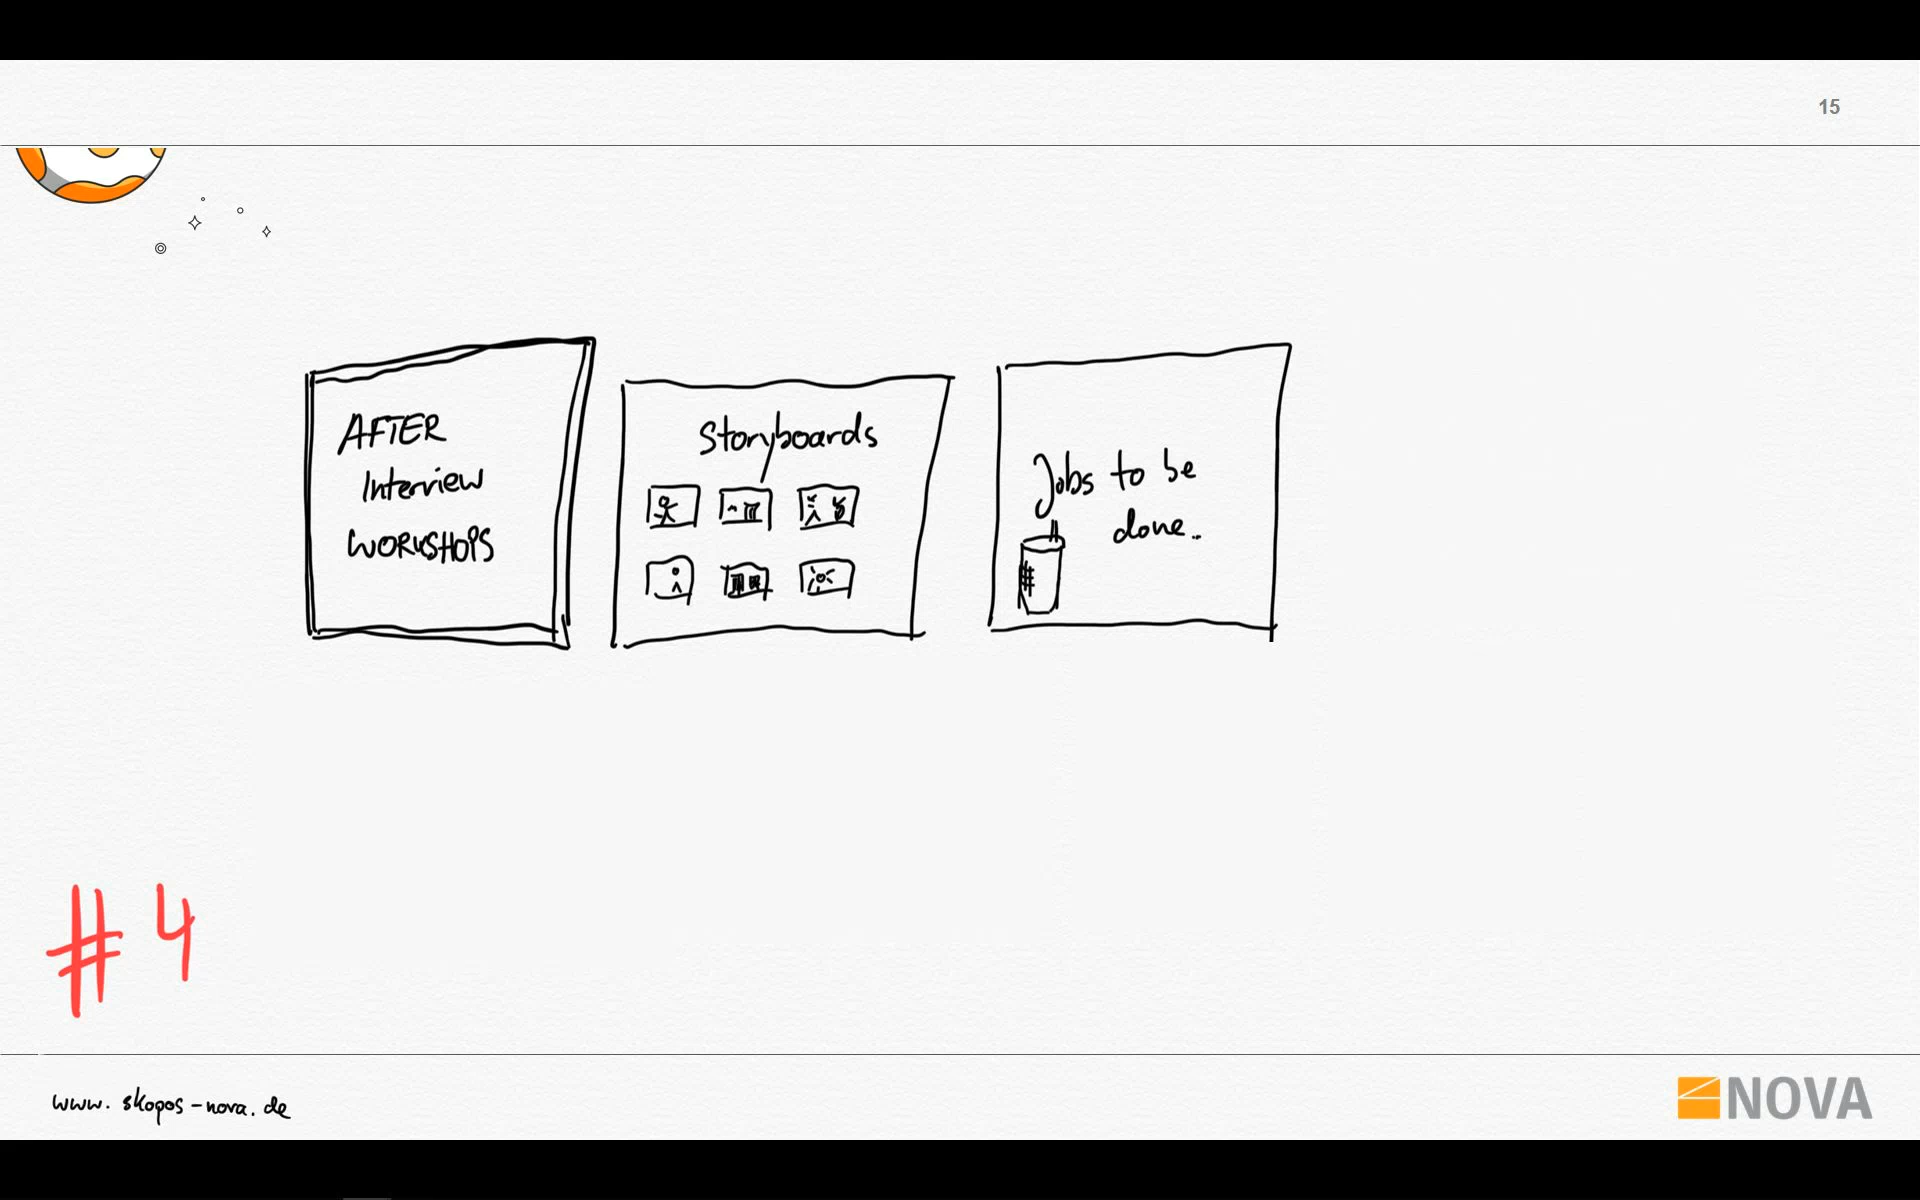 15
AFTER
Interview
WORKSHOPS
Storyboards
Jobs to be
done..
#4
www.skopos-nova.de
NOVA